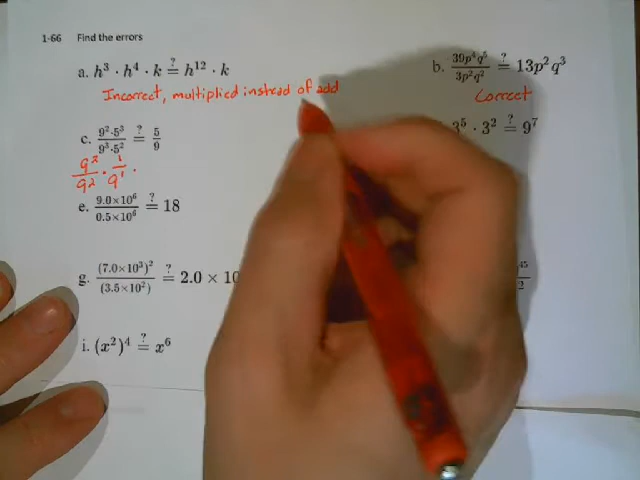 1-66 Find the errors
a. h³ · h⁴ · k ≟ h¹² · k
Incorrect, multiplied instead of add
b. 39p⁴q⁵/3p²q² ≟ 13p²q³
Correct
c. 9²·5³/9³·5² ≟ 5/9
9²/9² · 1/9¹ ·
3⁵ · 3² ≟ 9⁷
e. 9.0×10⁶/0.5×10⁶ ≟ 18
g. (7.0×10³)²/(3.5×10²) ≟ 2.0 × 10
i. (x²)⁴ ≟ x⁶